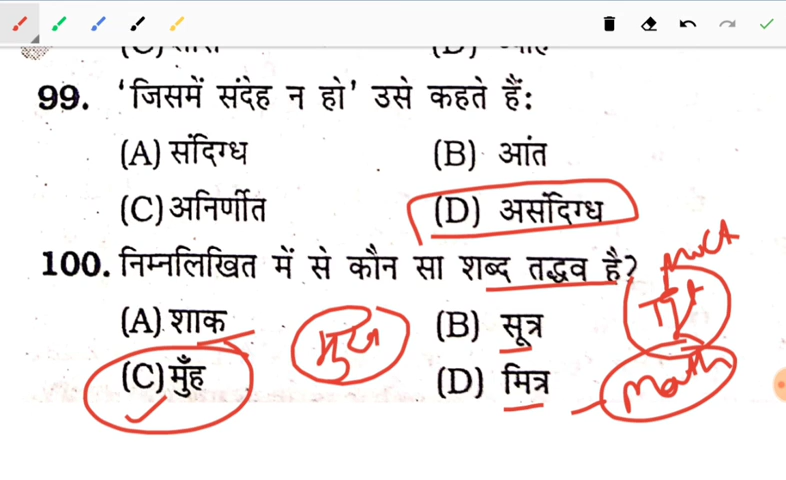 99. 'जिसमें संदेह न हो' उसे कहते हैं:
(A) संदिग्ध (B) आंत
(C) अनिर्णीत (D) असंदिग्ध
100. निम्नलिखित में से कौन सा शब्द तद्भव है?
(A) शाक (B) सूत्र
(C) मुँह (D) मित्र
Math